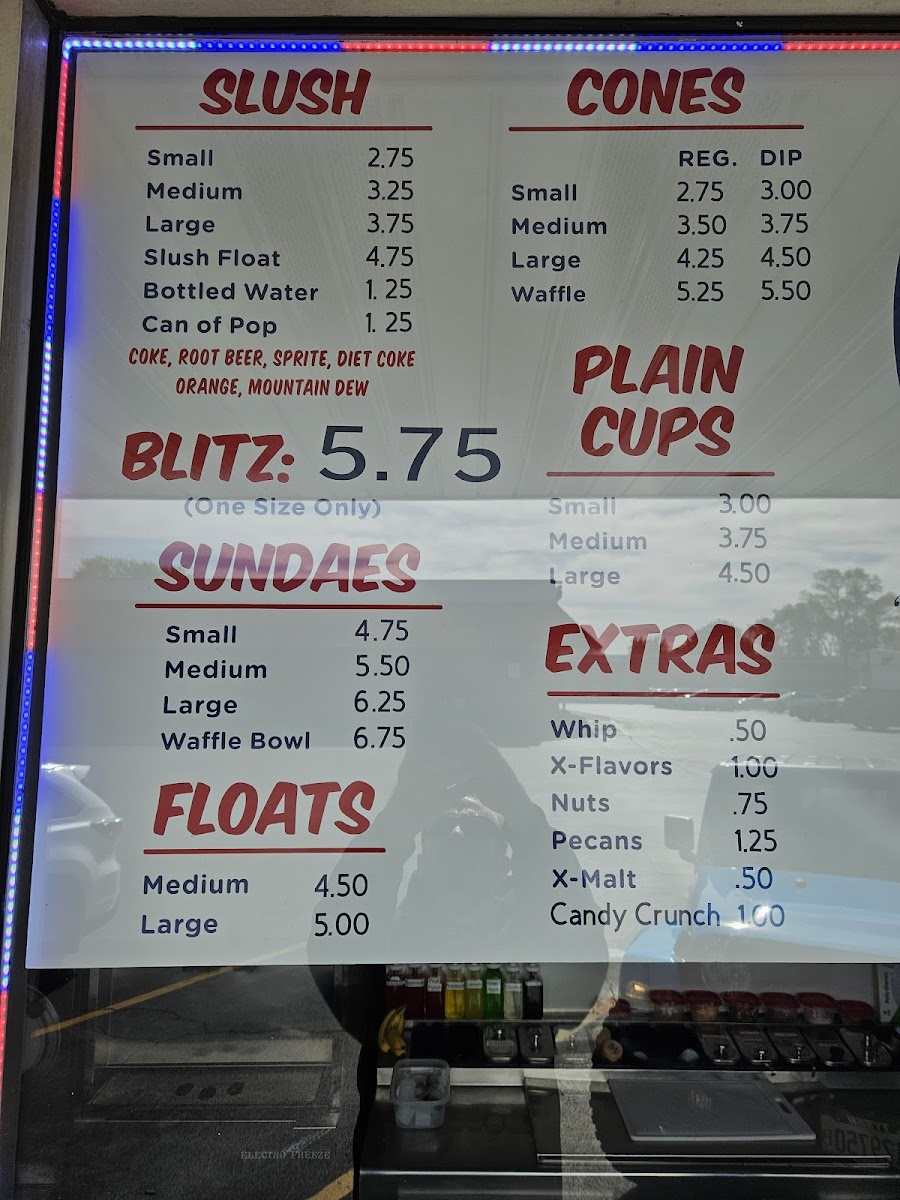 SLUSH
Small 2.75
Medium 3.25
Large 3.75
Slush Float 4.75
Bottled Water 1. 25
Can of Pop 1. 25
COKE, ROOT BEER, SPRITE, DIET COKE
ORANGE, MOUNTAIN DEW
BLITZ: 5.75
(One Size Only)
SUNDAES
Small 4.75
Medium 5.50
Large 6.25
Waffle Bowl 6.75
FLOATS
Medium 4.50
Large 5.00
CONES
REG. DIP
Small 2.75 3.00
Medium 3.50 3.75
Large 4.25 4.50
Waffle 5.25 5.50
PLAIN
CUPS
Small 3.00
Medium 3.75
Large 4.50
EXTRAS
Whip .50
X-Flavors 1.00
Nuts .75
Pecans 1.25
X-Malt .50
Candy Crunch 1.00
ELECTRO FREEZE